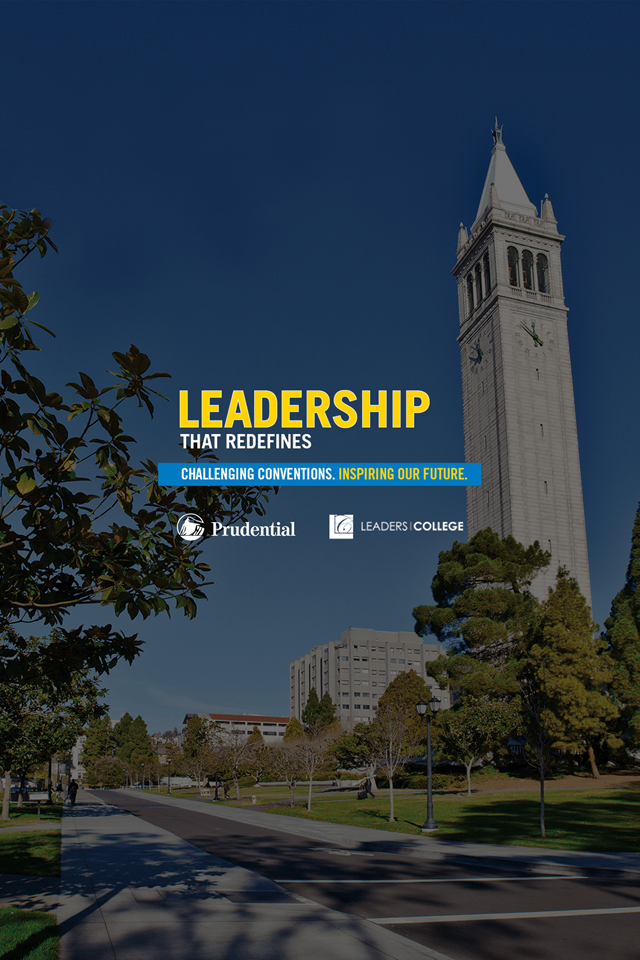 LEADERSHIP
THAT REDEFINES
CHALLENGING CONVENTIONS. INSPIRING OUR FUTURE.
Prudential
LEADERS | COLLEGE